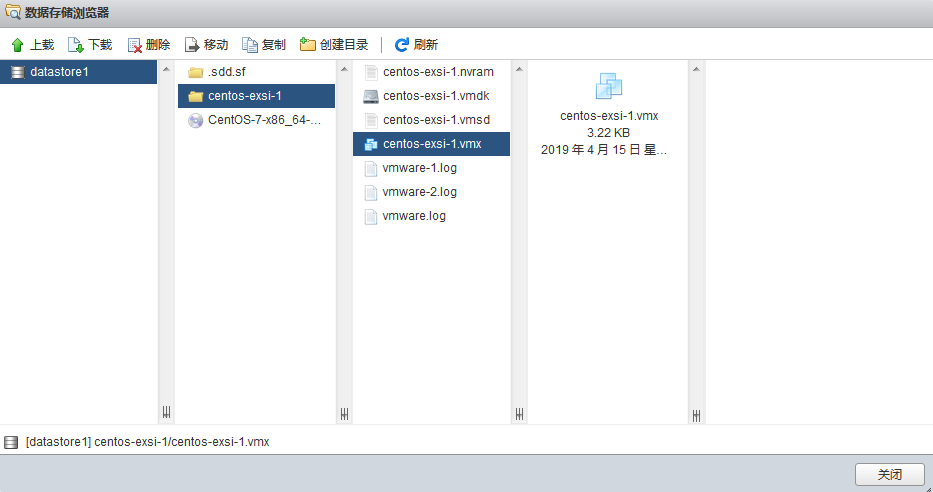 数据存储浏览器
上载 下载 删除 移动 复制 创建目录 刷新
datastore1
.sdd.sf
centos-exsi-1
CentOS-7-x86_64-...
centos-exsi-1.nvram
centos-exsi-1.vmdk
centos-exsi-1.vmsd
centos-exsi-1.vmx
vmware-1.log
vmware-2.log
vmware.log
centos-exsi-1.vmx
3.22 KB
2019 年 4 月 15 日 星...
[datastore1] centos-exsi-1/centos-exsi-1.vmx
关闭